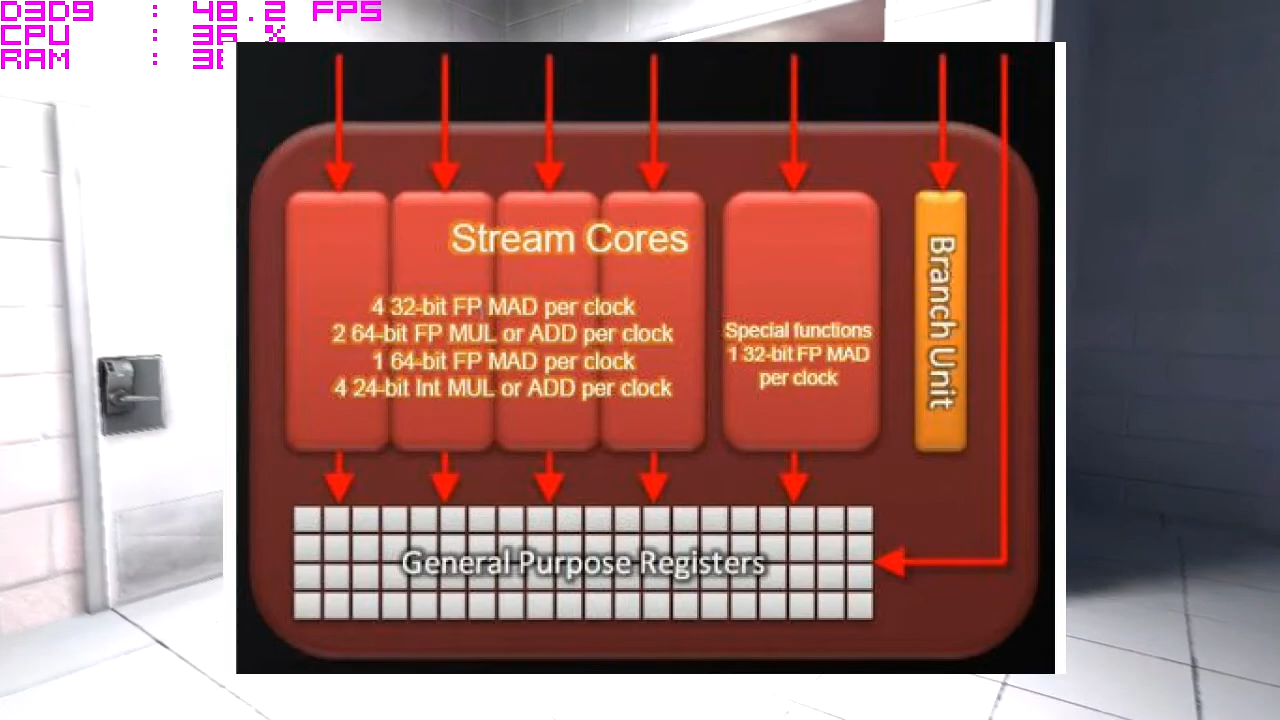 D3D9 : 48.2 FPS
CPU : 36 %
RAM :
Stream Cores
4 32-bit FP MAD per clock
2 64-bit FP MUL or ADD per clock
1 64-bit FP MAD per clock
4 24-bit Int MUL or ADD per clock
Special functions
1 32-bit FP MAD
per clock
Branch Unit
General Purpose Registers